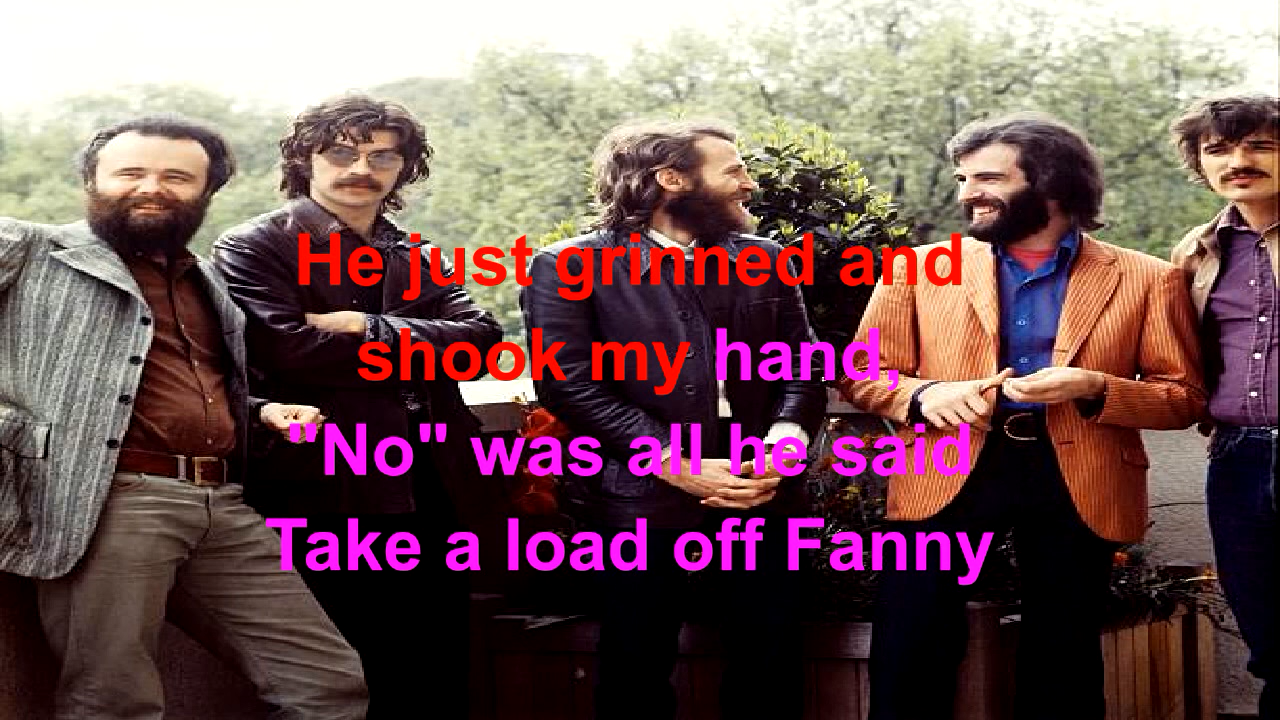 He just grinned and
shook my hand,
"No" was all he said
Take a load off Fanny